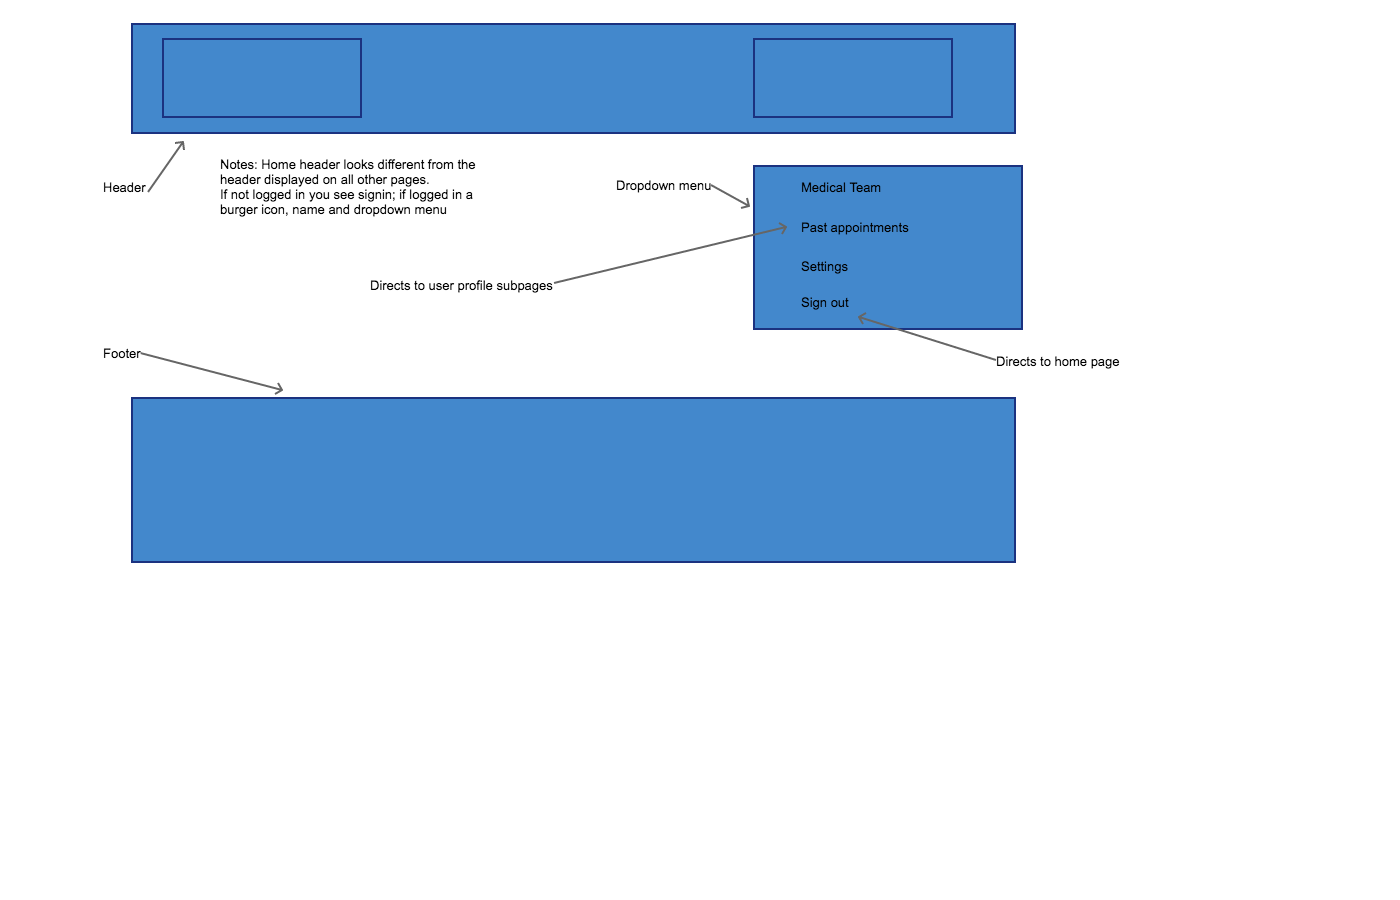 Header
Notes: Home header looks different from the
header displayed on all other pages.
If not logged in you see signin; if logged in a
burger icon, name and dropdown menu
Dropdown menu
Medical Team
Past appointments
Settings
Sign out
Directs to user profile subpages
Directs to home page
Footer